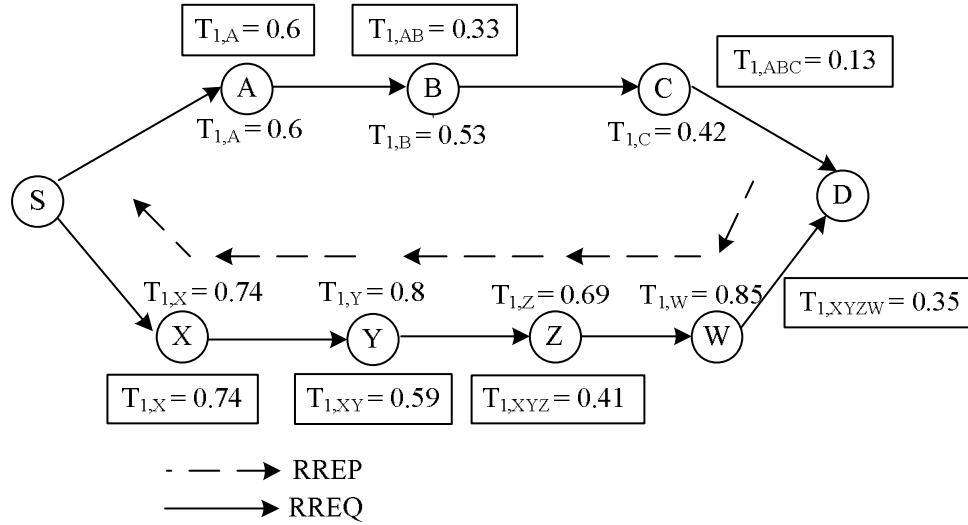 T1,A = 0.6
T1,AB = 0.33
T1,ABC = 0.13
A
B
C
T1,A = 0.6
T1,B = 0.53
T1,C = 0.42
S
D
T1,X = 0.74
T1,Y = 0.8
T1,Z = 0.69
T1,W = 0.85
T1,XYZW = 0.35
X
Y
Z
W
T1,X = 0.74
T1,XY = 0.59
T1,XYZ = 0.41
RREP
RREQ